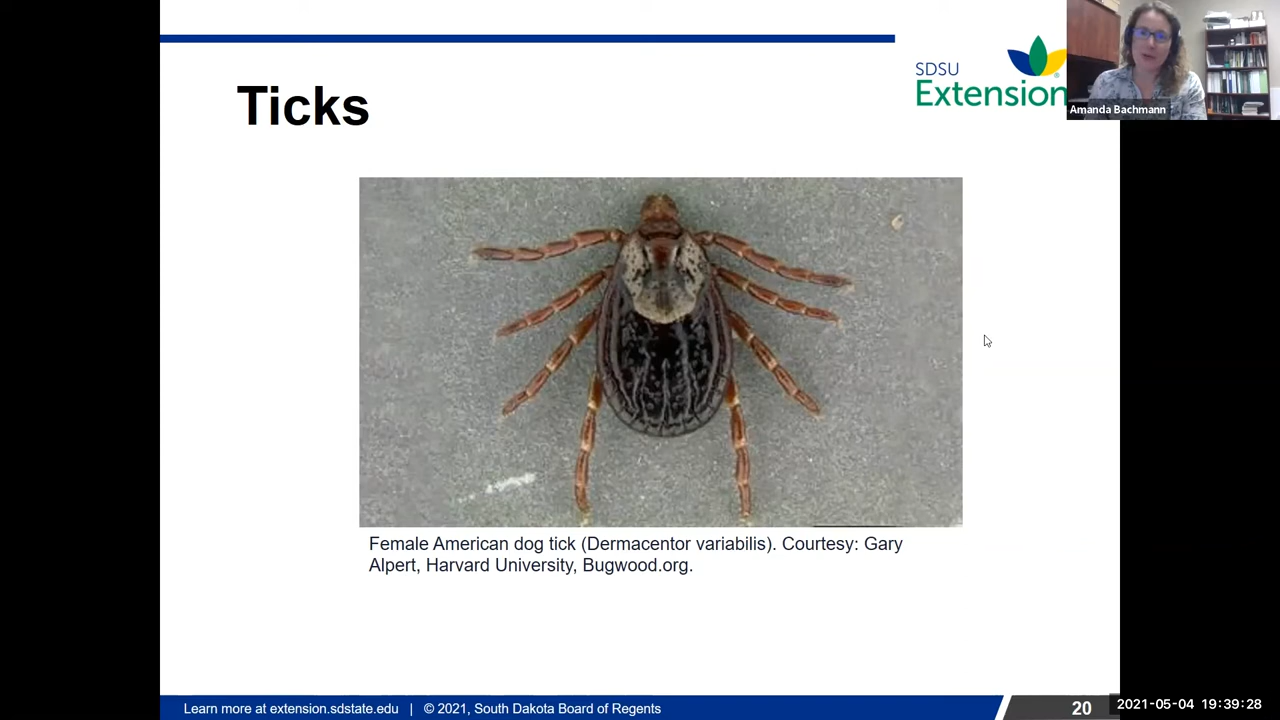 Ticks
SDSU
Extension
Amanda Bachmann
Female American dog tick (Dermacentor variabilis). Courtesy: Gary
Alpert, Harvard University, Bugwood.org.
Learn more at extension.sdstate.edu | © 2021, South Dakota Board of Regents
20
2021-05-04 19:39:28